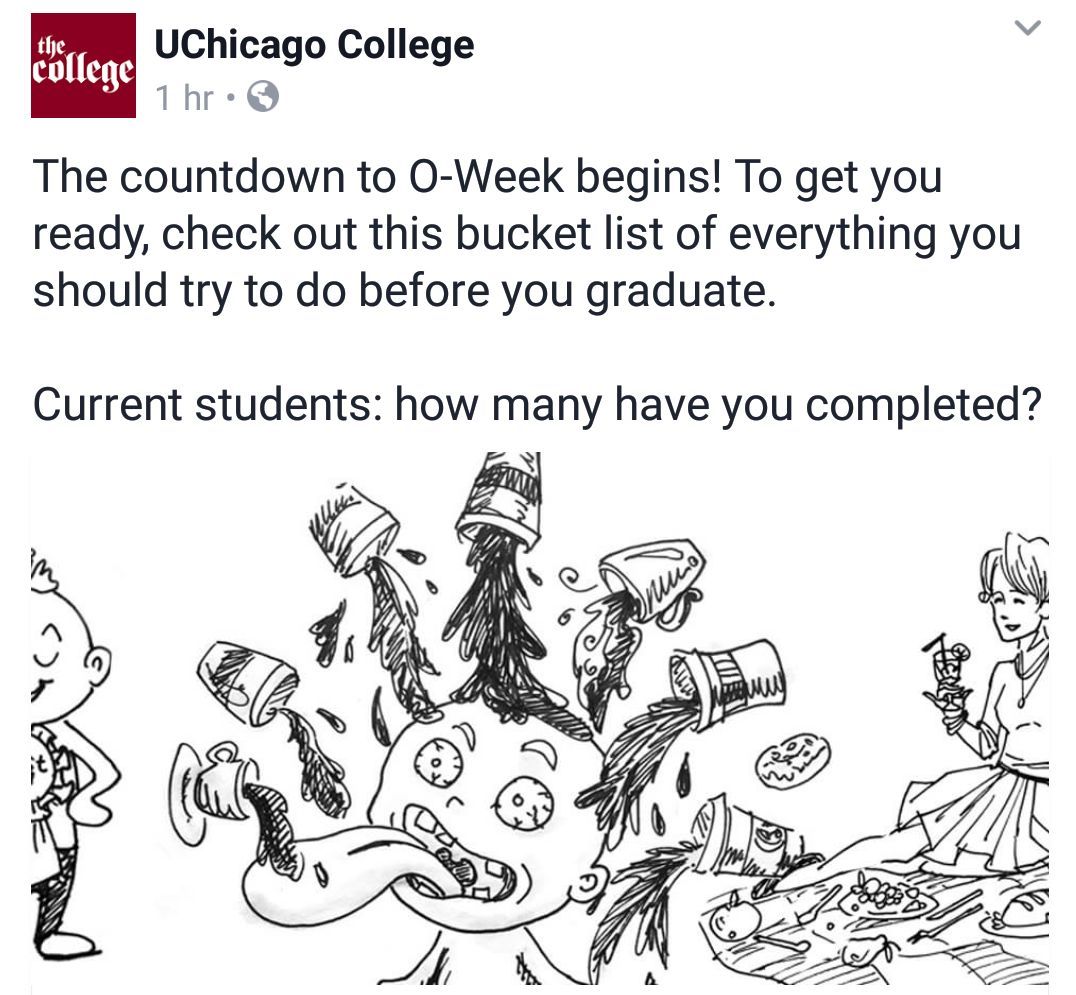 the
college
UChicago College
1 hr •
The countdown to O-Week begins! To get you
ready, check out this bucket list of everything you
should try to do before you graduate.
Current students: how many have you completed?